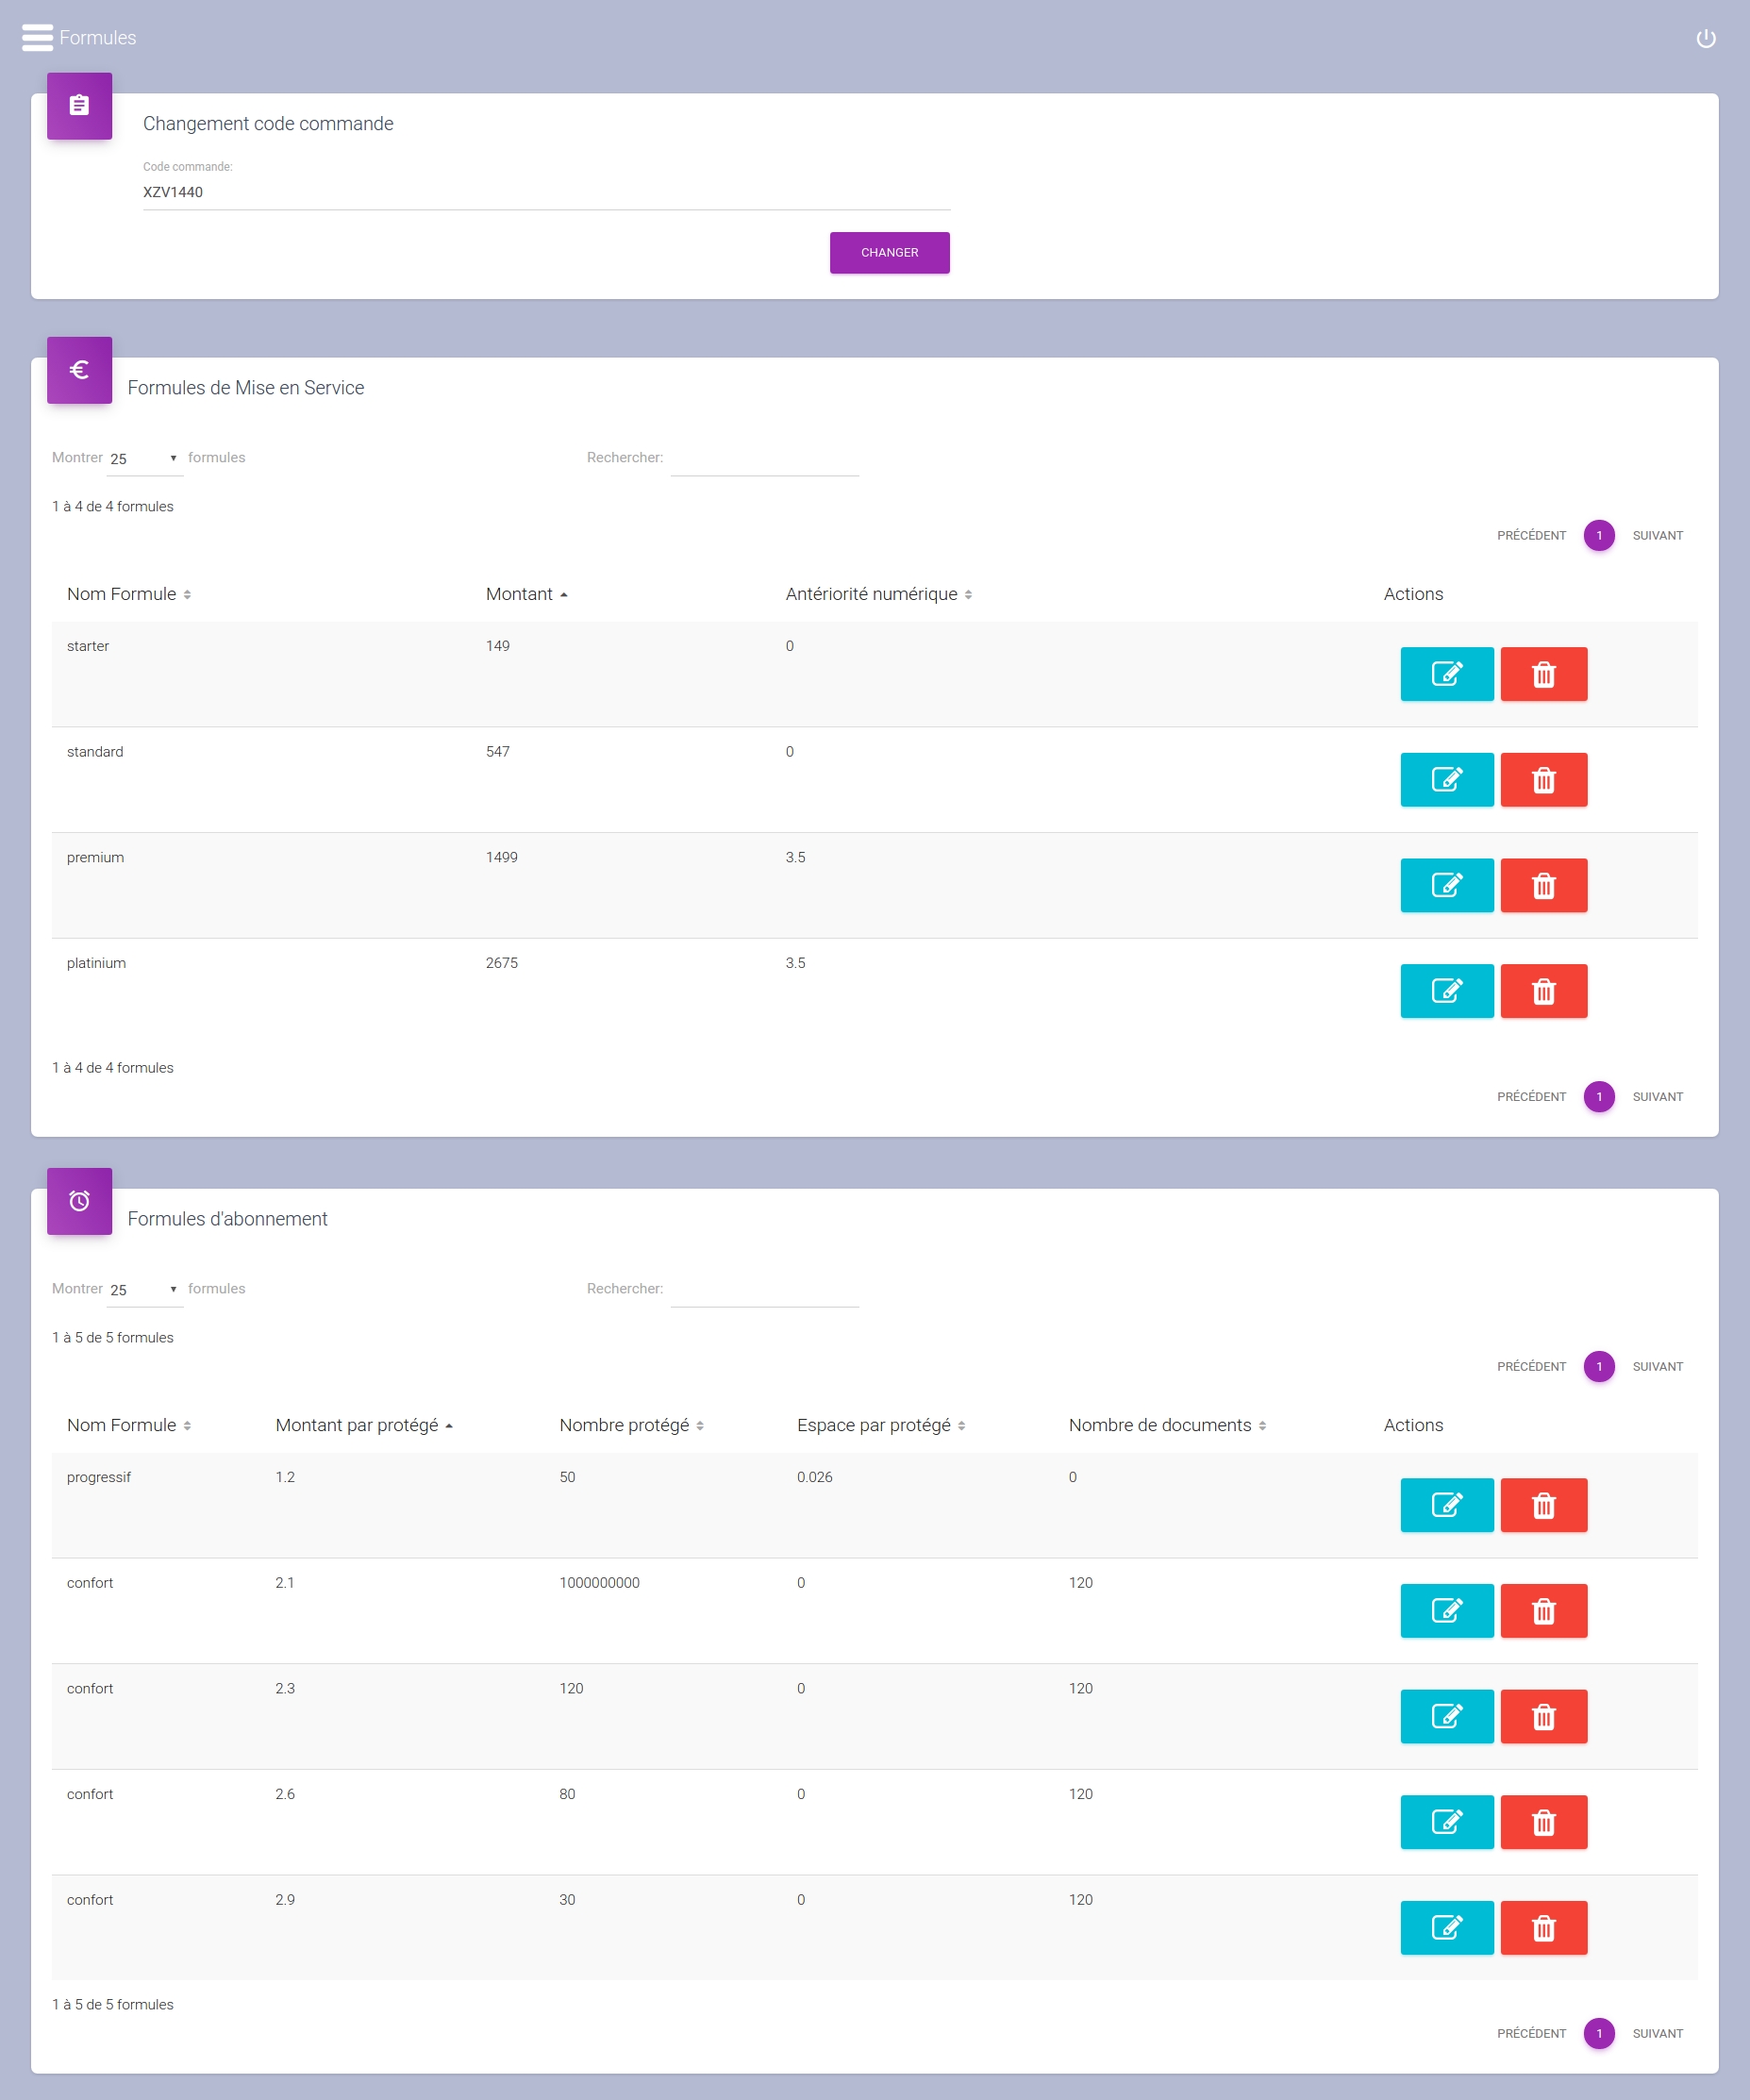 Formules
Changement code commande
Code commande:
XZV1440
CHANGER
€
Formules de Mise en Service
Montrer 25 formules Rechercher:
1 à 4 de 4 formules
PRÉCÉDENT 1 SUIVANT
Nom Formule Montant Antériorité numérique Actions
starter 149 0
standard 547 0
premium 1499 3.5
platinium 2675 3.5
1 à 4 de 4 formules
PRÉCÉDENT 1 SUIVANT
Formules d'abonnement
Montrer 25 formules Rechercher:
1 à 5 de 5 formules
PRÉCÉDENT 1 SUIVANT
Nom Formule Montant par protégé Nombre protégé Espace par protégé Nombre de documents Actions
progressif 1.2 50 0.026 0
confort 2.1 1000000000 0 120
confort 2.3 120 0 120
confort 2.6 80 0 120
confort 2.9 30 0 120
1 à 5 de 5 formules
PRÉCÉDENT 1 SUIVANT